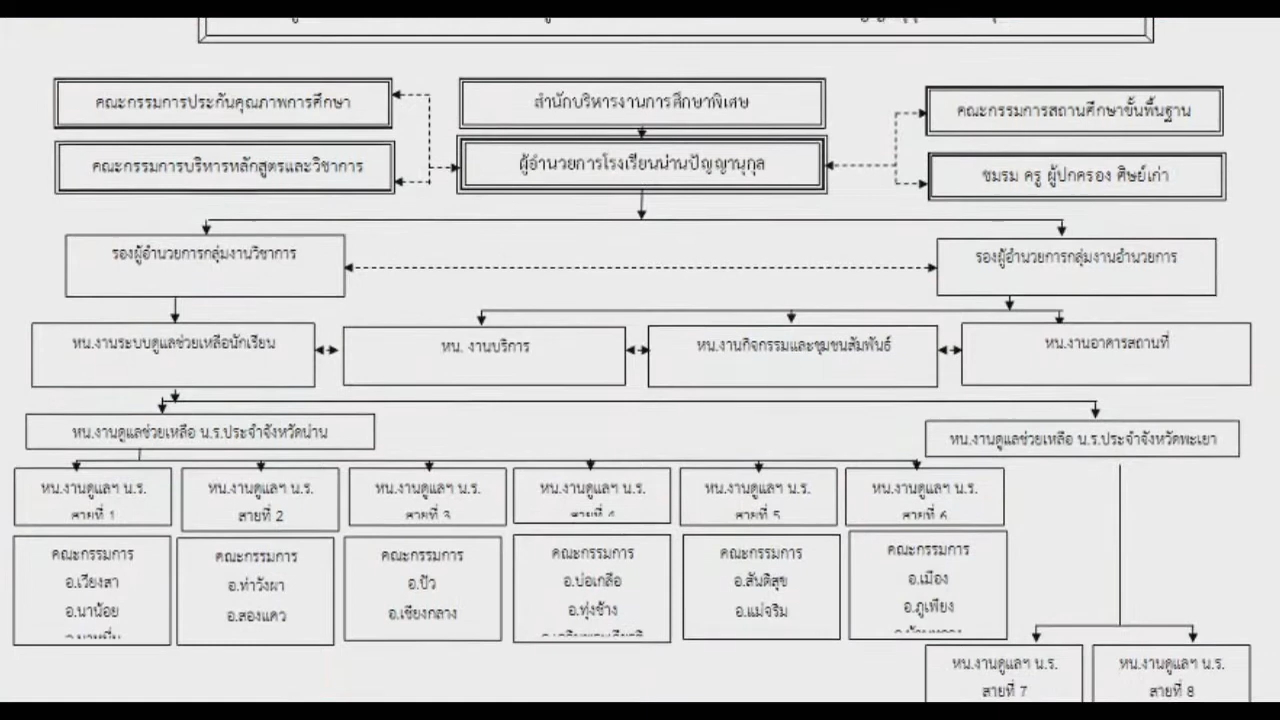 คณะกรรมการประกันคุณภาพการศึกษา
สำนักบริหารงานการศึกษาพิเศษ
คณะกรรมการสถานศึกษาขั้นพื้นฐาน
คณะกรรมการบริหารหลักสูตรและวิชาการ
ผู้อำนวยการโรงเรียนน่านปัญญานุกูล
ชมรม ครู ผู้ปกครอง ศิษย์เก่า
รองผู้อำนวยการกลุ่มงานวิชาการ
รองผู้อำนวยการกลุ่มงานอำนวยการ
หน.งานระบบดูแลช่วยเหลือนักเรียน
หน. งานบริการ
หน.งานกิจกรรมและชุมชนสัมพันธ์
หน.งานอาคารสถานที่
หน.งานดูแลช่วยเหลือ น.ร.ประจำจังหวัดน่าน
หน.งานดูแลช่วยเหลือ น.ร.ประจำจังหวัดพะเยา
หน.งานดูแลฯ น.ร.
สายที่ 1
หน.งานดูแลฯ น.ร.
สายที่ 2
หน.งานดูแลฯ น.ร.
สายที่ 3
หน.งานดูแลฯ น.ร.
สายที่ 4
หน.งานดูแลฯ น.ร.
สายที่ 5
หน.งานดูแลฯ น.ร.
สายที่ 6
คณะกรรมการ
อ.เวียงสา
อ.นาน้อย
คณะกรรมการ
อ.ท่าวังผา
อ.สองแคว
คณะกรรมการ
อ.ปัว
อ.เชียงกลาง
คณะกรรมการ
อ.บ่อเกลือ
อ.ทุ่งช้าง
คณะกรรมการ
อ.สันติสุข
อ.แม่จริม
คณะกรรมการ
อ.เมือง
อ.ภูเพียง
หน.งานดูแลฯ น.ร.
สายที่ 7
หน.งานดูแลฯ น.ร.
สายที่ 8